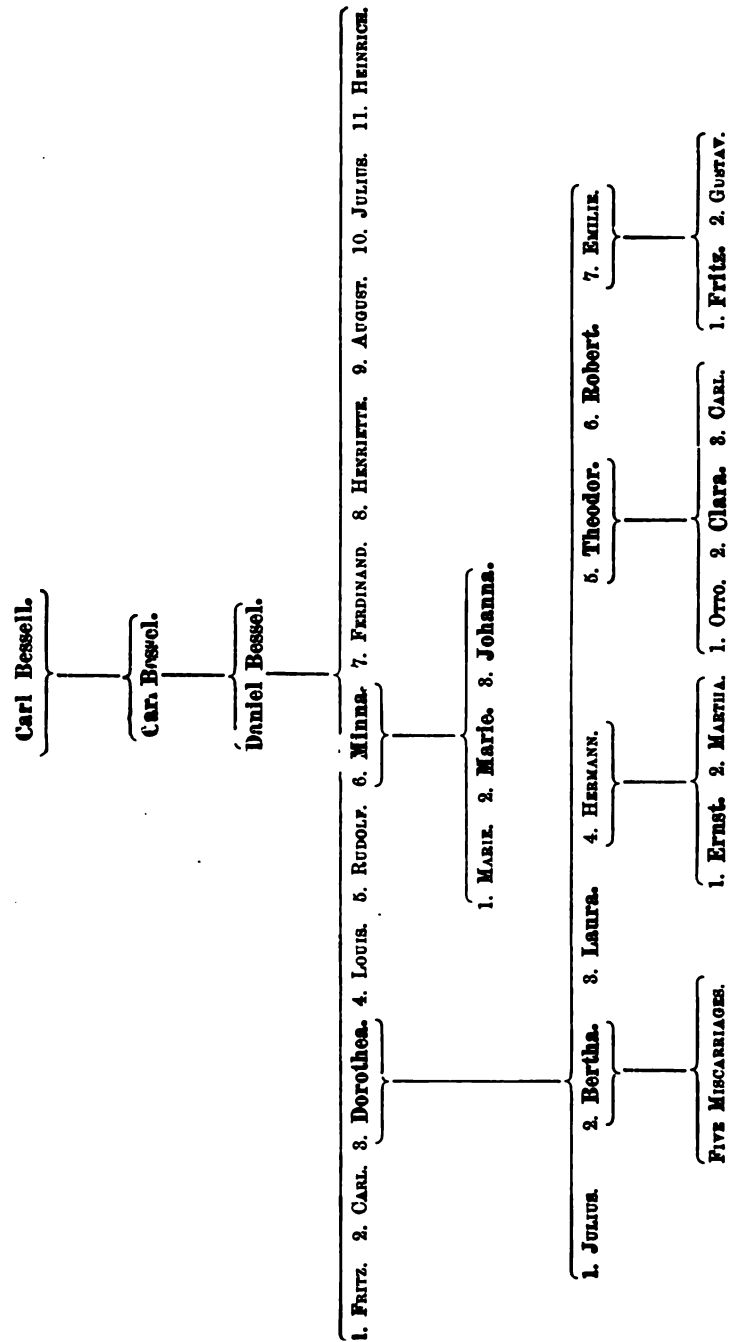 Carl Bessell.
Carl Bessel.
Daniel Bessel.
1. FRITZ. 2. CARL. 3. Dorothea. 4. LOUIS. 5. RUDOLF. 6. Minna. 7. FERDINAND. 8. HENRIETTE. 9. AUGUST. 10. JULIUS. 11. HEINRICH.
1. MARIE. 2. Marie. 3. Johanna.
1. JULIUS. 2. Bertha. 3. Laura. 4. HERMANN. 5. Theodor. 6. Robert. 7. EMILIE.
FIVE MISCARRIAGES. 1. Ernst. 2. MARTHA. 1. OTTO. 2. Clara. 3. CARL. 1. Fritz. 2. GUSTAV.